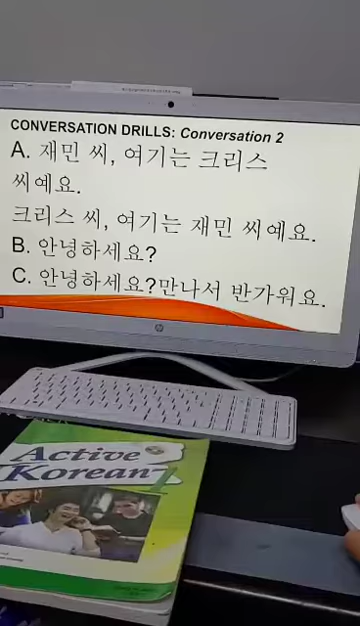 CONVERSATION DRILLS: Conversation 2
A. 재민 씨, 여기는 크리스
씨예요.
크리스 씨, 여기는 재민 씨예요.
B. 안녕하세요?
C. 안녕하세요?만나서 반가워요.
hp
Active
Korean 1